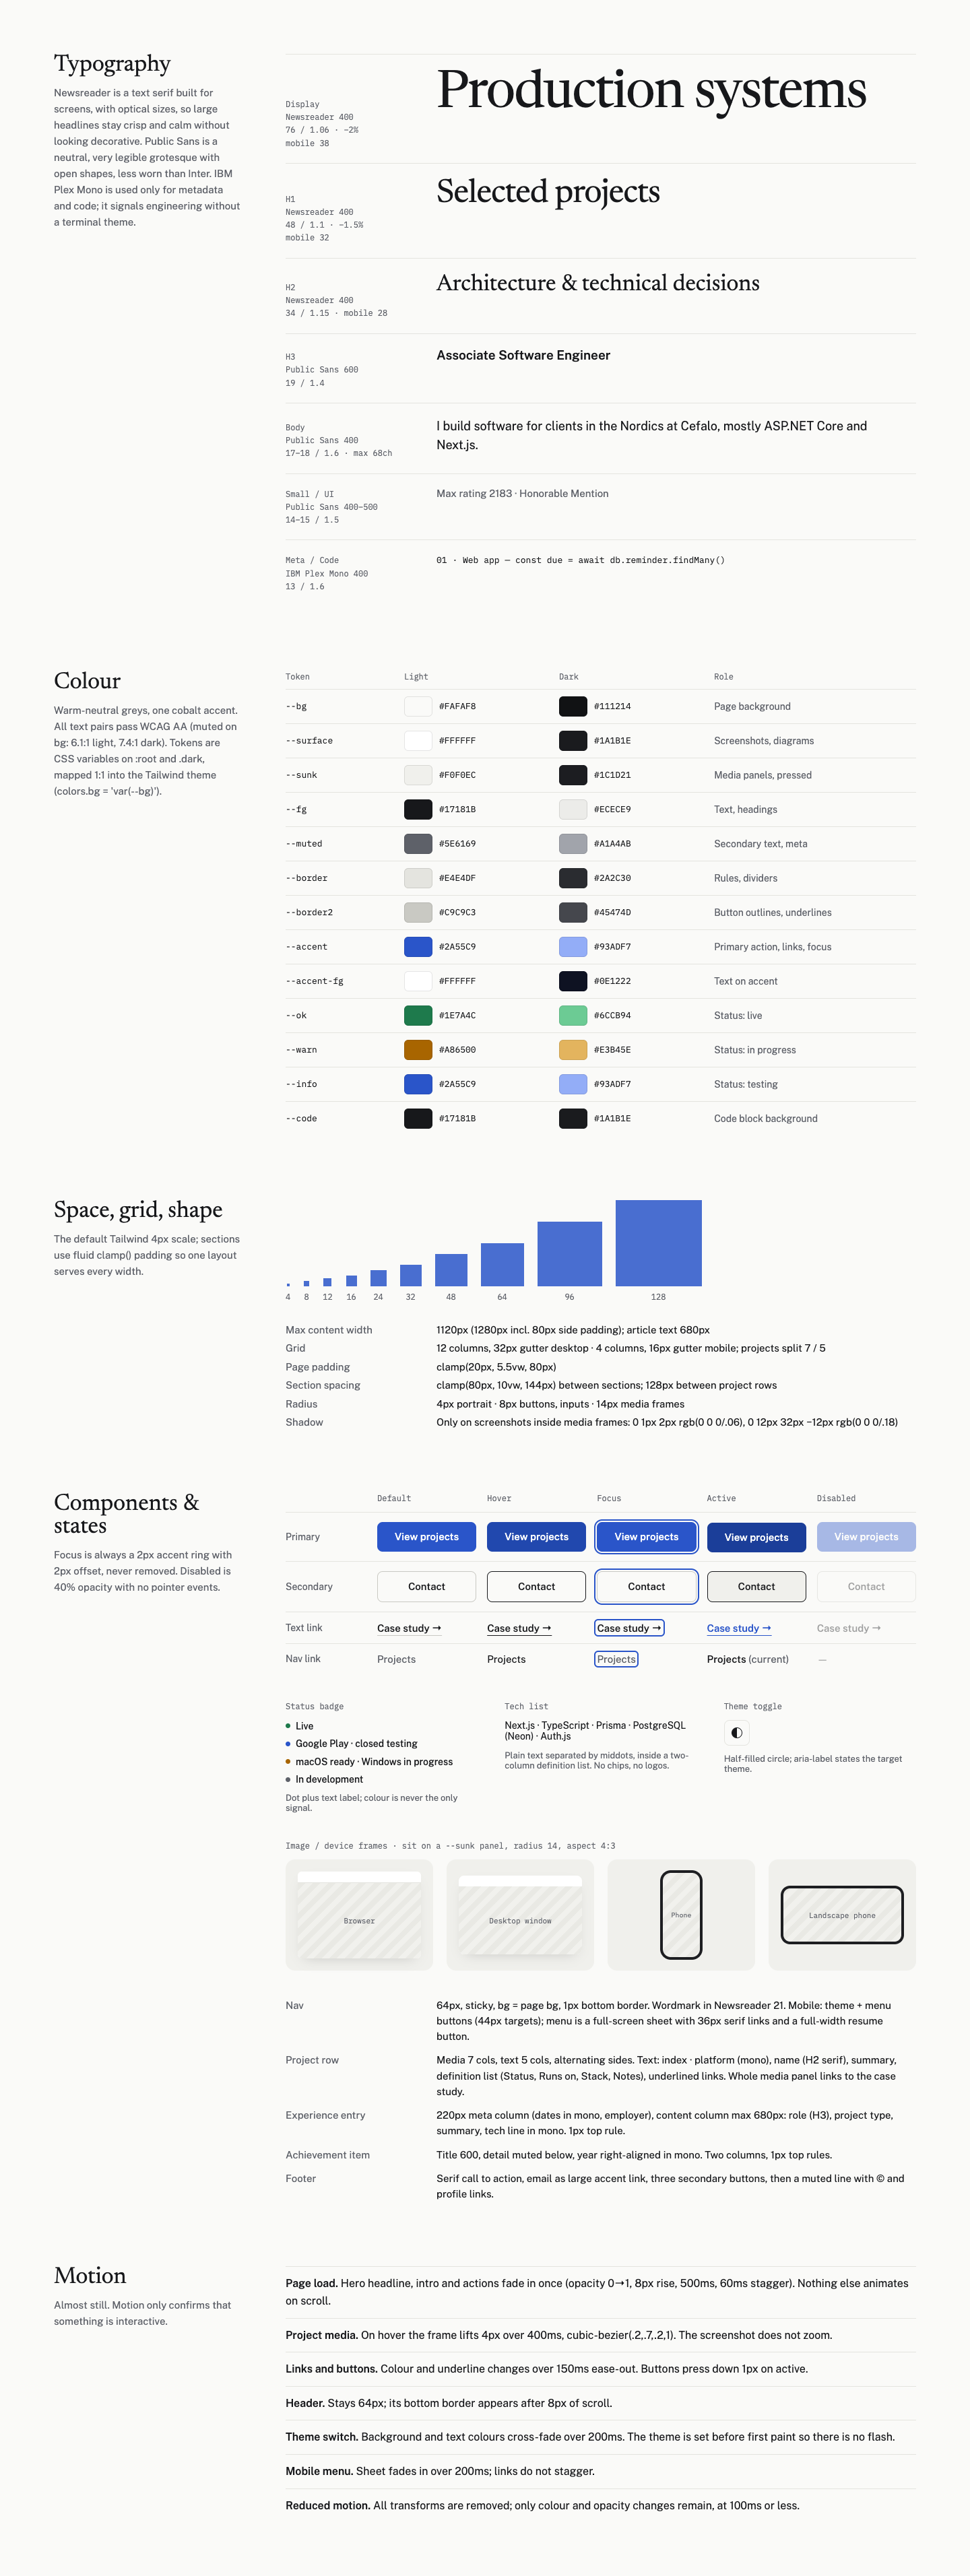 Typography
Newsreader is a text serif built for
screens, with optical sizes, so large
headlines stay crisp and calm without
looking decorative. Public Sans is a
neutral, very legible grotesque with
open shapes, less worn than Inter. IBM
Plex Mono is used only for metadata
and code; it signals engineering without
a terminal theme.
Display
Newsreader 400
76 / 1.06 · −2%
mobile 38
Production systems
H1
Newsreader 400
48 / 1.1 · −1.5%
mobile 32
Selected projects
H2
Newsreader 400
34 / 1.15 · mobile 28
Architecture & technical decisions
H3
Public Sans 600
19 / 1.4
Associate Software Engineer
Body
Public Sans 400
17–18 / 1.6 · max 68ch
I build software for clients in the Nordics at Cefalo, mostly ASP.NET Core and
Next.js.
Small / UI
Public Sans 400–500
14–15 / 1.5
Max rating 2183 · Honorable Mention
Meta / Code
IBM Plex Mono 400
13 / 1.6
01 · Web app — const due = await db.reminder.findMany()
Colour
Warm-neutral greys, one cobalt accent.
All text pairs pass WCAG AA (muted on
bg: 6.1:1 light, 7.4:1 dark). Tokens are
CSS variables on :root and .dark,
mapped 1:1 into the Tailwind theme
(colors.bg = 'var(--bg)').
Token Light Dark Role
--bg #FAFAF8 #111214 Page background
--surface #FFFFFF #1A1B1E Screenshots, diagrams
--sunk #F0F0EC #1C1D21 Media panels, pressed
--fg #17181B #ECECE9 Text, headings
--muted #5E6169 #A1A4AB Secondary text, meta
--border #E4E4DF #2A2C30 Rules, dividers
--border2 #C9C9C3 #45474D Button outlines, underlines
--accent #2A55C9 #93ADF7 Primary action, links, focus
--accent-fg #FFFFFF #0E1222 Text on accent
--ok #1E7A4C #6CCB94 Status: live
--warn #A86500 #E3B45E Status: in progress
--info #2A55C9 #93ADF7 Status: testing
--code #17181B #1A1B1E Code block background
Space, grid, shape
The default Tailwind 4px scale; sections
use fluid clamp() padding so one layout
serves every width.
4 8 12 16 24 32 48 64 96 128
Max content width 1120px (1280px incl. 80px side padding); article text 680px
Grid 12 columns, 32px gutter desktop · 4 columns, 16px gutter mobile; projects split 7 / 5
Page padding clamp(20px, 5.5vw, 80px)
Section spacing clamp(80px, 10vw, 144px) between sections; 128px between project rows
Radius 4px portrait · 8px buttons, inputs · 14px media frames
Shadow Only on screenshots inside media frames: 0 1px 2px rgb(0 0 0/.06), 0 12px 32px −12px rgb(0 0 0/.18)
Components &
states
Focus is always a 2px accent ring with
2px offset, never removed. Disabled is
40% opacity with no pointer events.
Default Hover Focus Active Disabled
Primary View projects View projects View projects View projects View projects
Secondary Contact Contact Contact Contact Contact
Text link Case study → Case study → Case study → Case study → Case study →
Nav link Projects Projects Projects Projects (current) —
Status badge
Live
Google Play · closed testing
macOS ready · Windows in progress
In development
Dot plus text label; colour is never the only
signal.
Tech list
Next.js · TypeScript · Prisma · PostgreSQL
(Neon) · Auth.js
Plain text separated by middots, inside a two-
column definition list. No chips, no logos.
Theme toggle
Half-filled circle; aria-label states the target
theme.
Image / device frames · sit on a --sunk panel, radius 14, aspect 4:3
Browser
Desktop window
Phone
Landscape phone
Nav 64px, sticky, bg = page bg, 1px bottom border. Wordmark in Newsreader 21. Mobile: theme + menu
buttons (44px targets); menu is a full-screen sheet with 36px serif links and a full-width resume
button.
Project row Media 7 cols, text 5 cols, alternating sides. Text: index · platform (mono), name (H2 serif), summary,
definition list (Status, Runs on, Stack, Notes), underlined links. Whole media panel links to the case
study.
Experience entry 220px meta column (dates in mono, employer), content column max 680px: role (H3), project type,
summary, tech line in mono. 1px top rule.
Achievement item Title 600, detail muted below, year right-aligned in mono. Two columns, 1px top rules.
Footer Serif call to action, email as large accent link, three secondary buttons, then a muted line with © and
profile links.
Motion
Almost still. Motion only confirms that
something is interactive.
Page load. Hero headline, intro and actions fade in once (opacity 0→1, 8px rise, 500ms, 60ms stagger). Nothing else animates
on scroll.
Project media. On hover the frame lifts 4px over 400ms, cubic-bezier(.2,.7,.2,1). The screenshot does not zoom.
Links and buttons. Colour and underline changes over 150ms ease-out. Buttons press down 1px on active.
Header. Stays 64px; its bottom border appears after 8px of scroll.
Theme switch. Background and text colours cross-fade over 200ms. The theme is set before first paint so there is no flash.
Mobile menu. Sheet fades in over 200ms; links do not stagger.
Reduced motion. All transforms are removed; only colour and opacity changes remain, at 100ms or less.